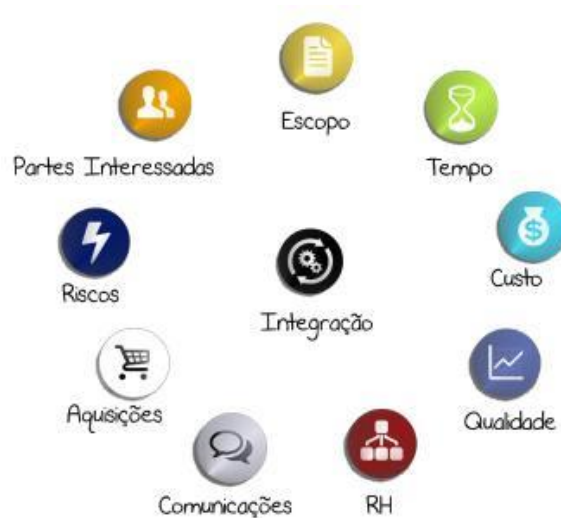 Escopo
Partes Interessadas
Tempo
$
Custo
Riscos
Integração
Aquisições
Qualidade
Comunicações
RH